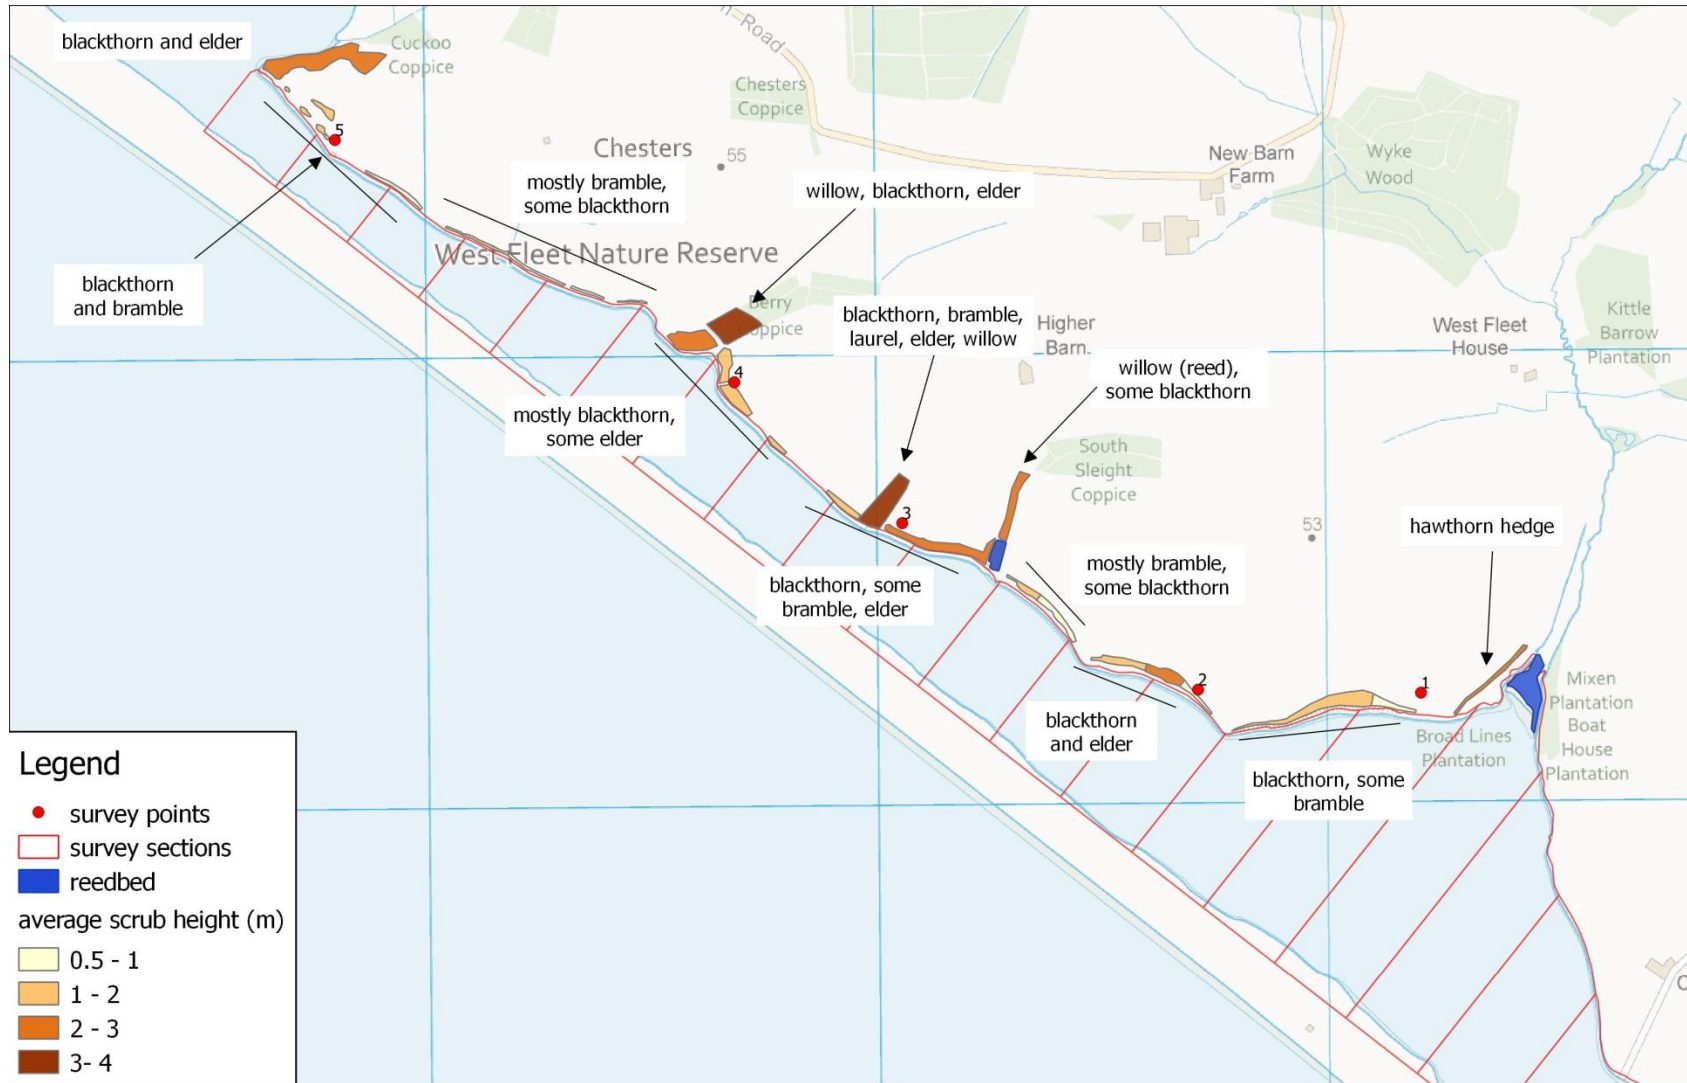 blackthorn and elder
Cuckoo
Coppice
n Road
Chesters
Coppice
5
Chesters
55
mostly bramble,
some blackthorn
willow, blackthorn, elder
New Barn
Farm
Wyke
Wood
West Fleet Nature Reserve
blackthorn
and bramble
Berry
Coppice
blackthorn, bramble,
laurel, elder, willow
Higher
Barn
West Fleet
House
Kittle
Barrow
Plantation
4
willow (reed),
some blackthorn
mostly blackthorn,
some elder
South
Sleight
Coppice
3
53
hawthorn hedge
blackthorn, some
bramble, elder
mostly bramble,
some blackthorn
2
1
Mixen
Plantation
Boat
House
Plantation
blackthorn
and elder
Broad Lines
Plantation
blackthorn, some
bramble
C
Legend
survey points
survey sections
reedbed
average scrub height (m)
0.5 - 1
1 - 2
2 - 3
3- 4